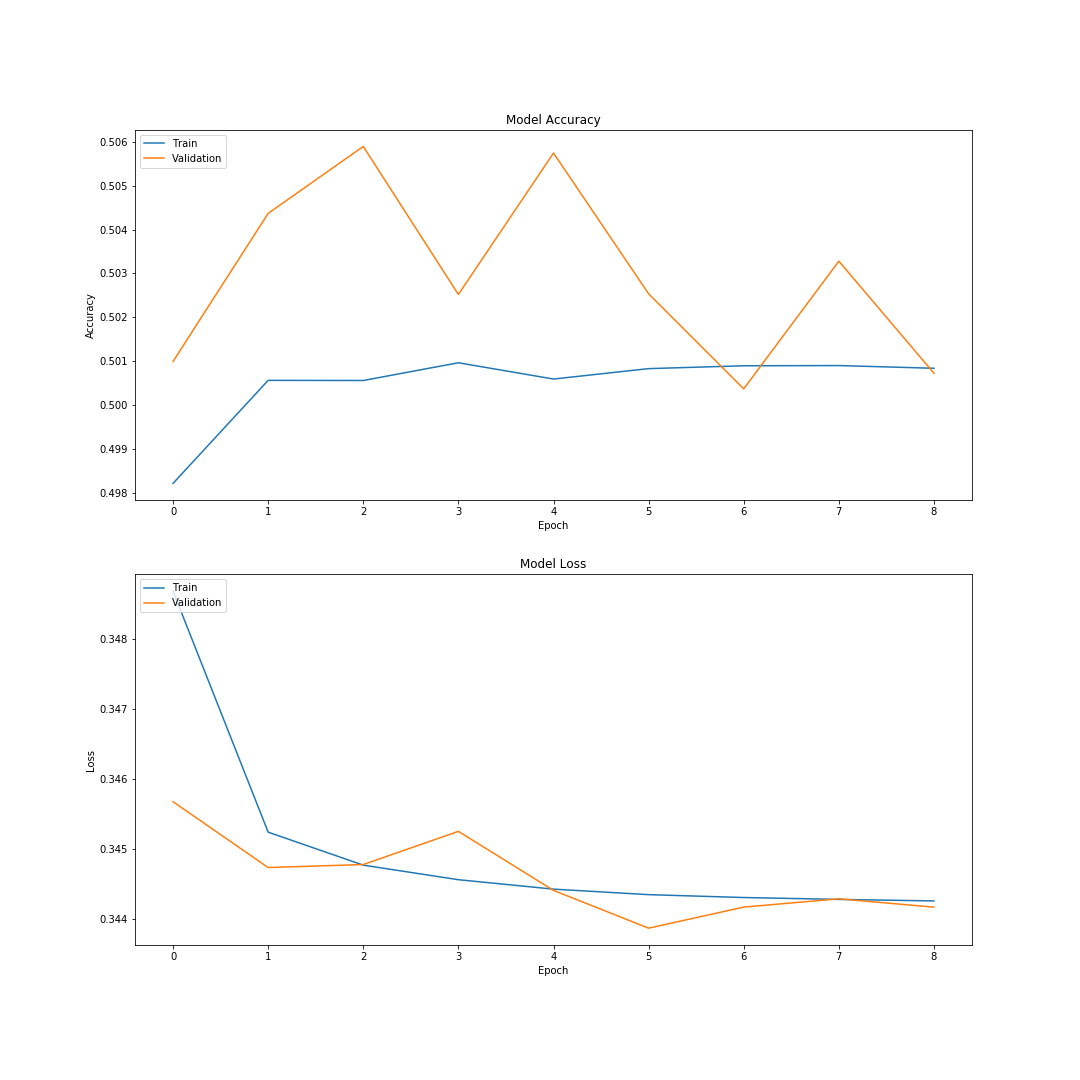 Model Accuracy
Train
Validation
0.506
0.505
0.504
0.503
0.502
0.501
0.500
0.499
0.498
Accuracy
0 1 2 3 4 5 6 7 8
Epoch
Model Loss
Train
Validation
0.348
0.347
0.346
0.345
0.344
Loss
0 1 2 3 4 5 6 7 8
Epoch